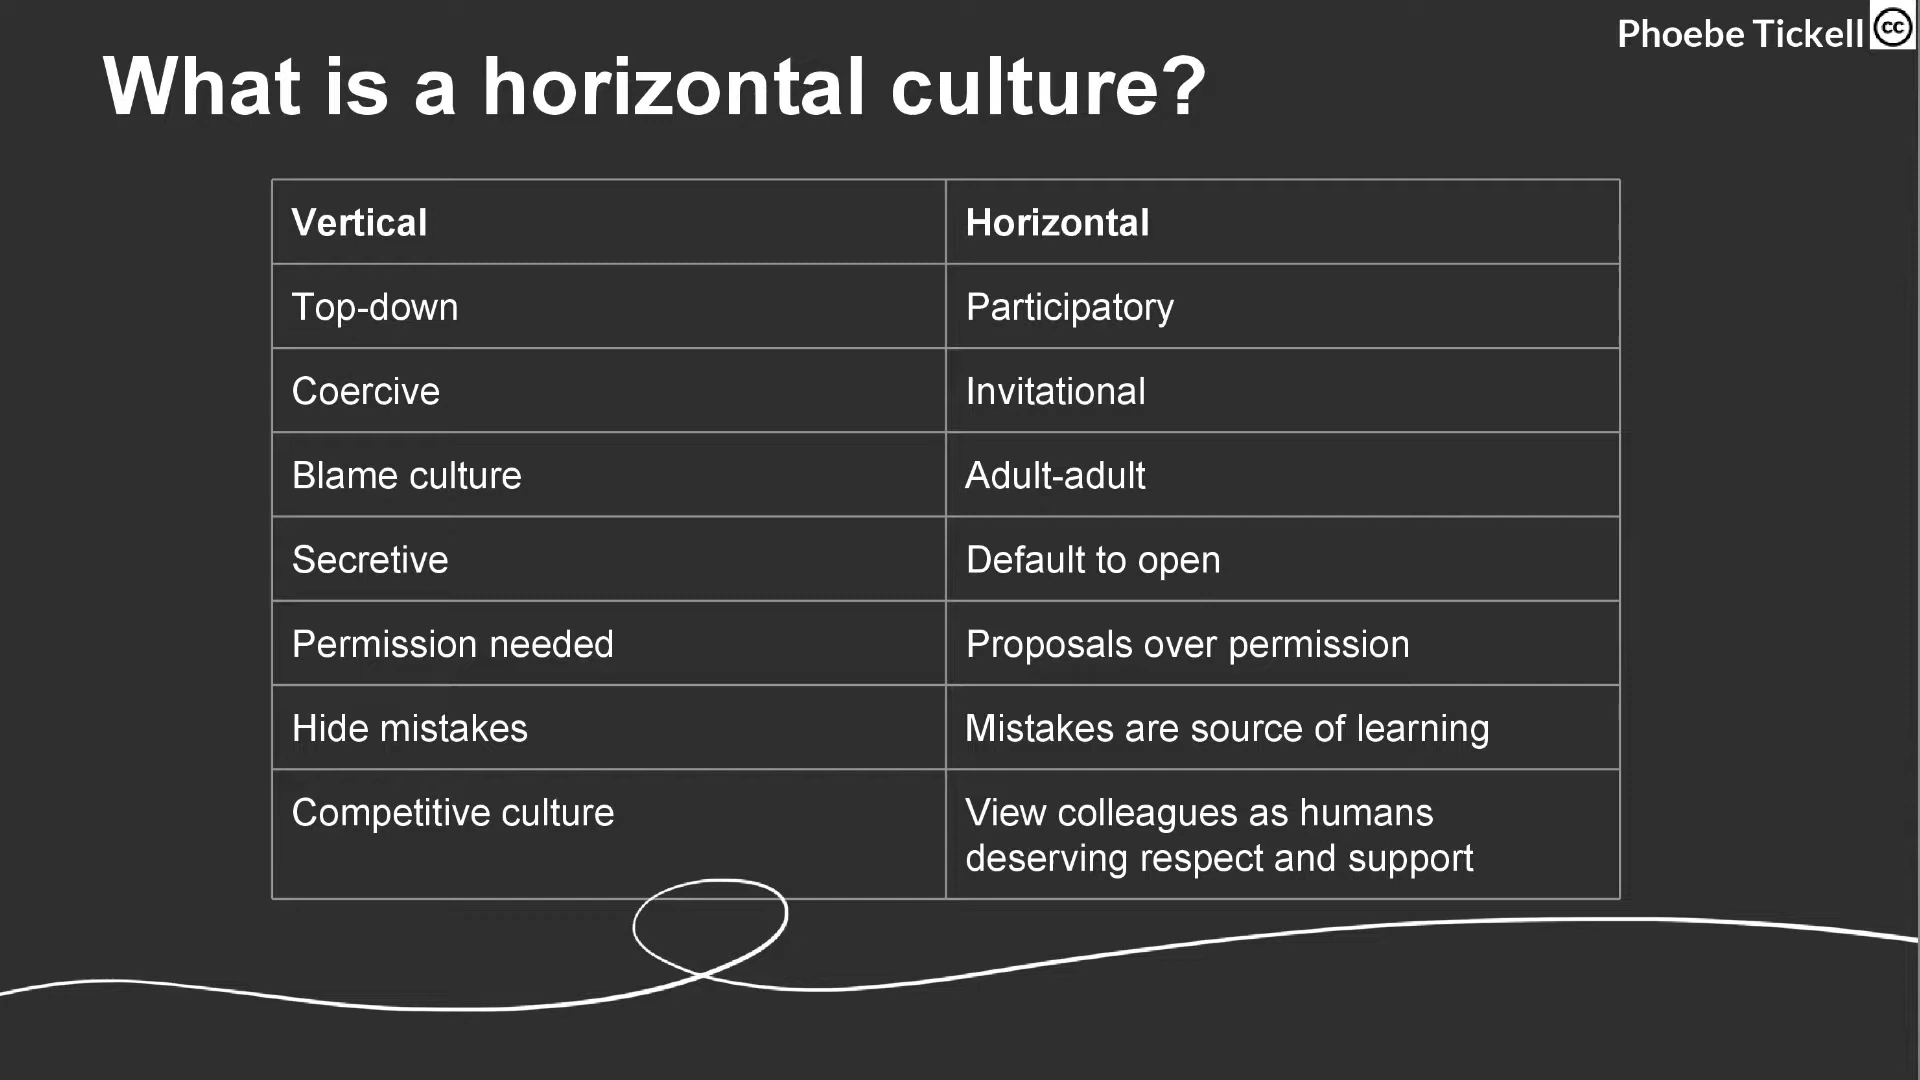 Phoebe Tickell cc
What is a horizontal culture?
Vertical Horizontal
Top-down Participatory
Coercive Invitational
Blame culture Adult-adult
Secretive Default to open
Permission needed Proposals over permission
Hide mistakes Mistakes are source of learning
Competitive culture View colleagues as humans
deserving respect and support